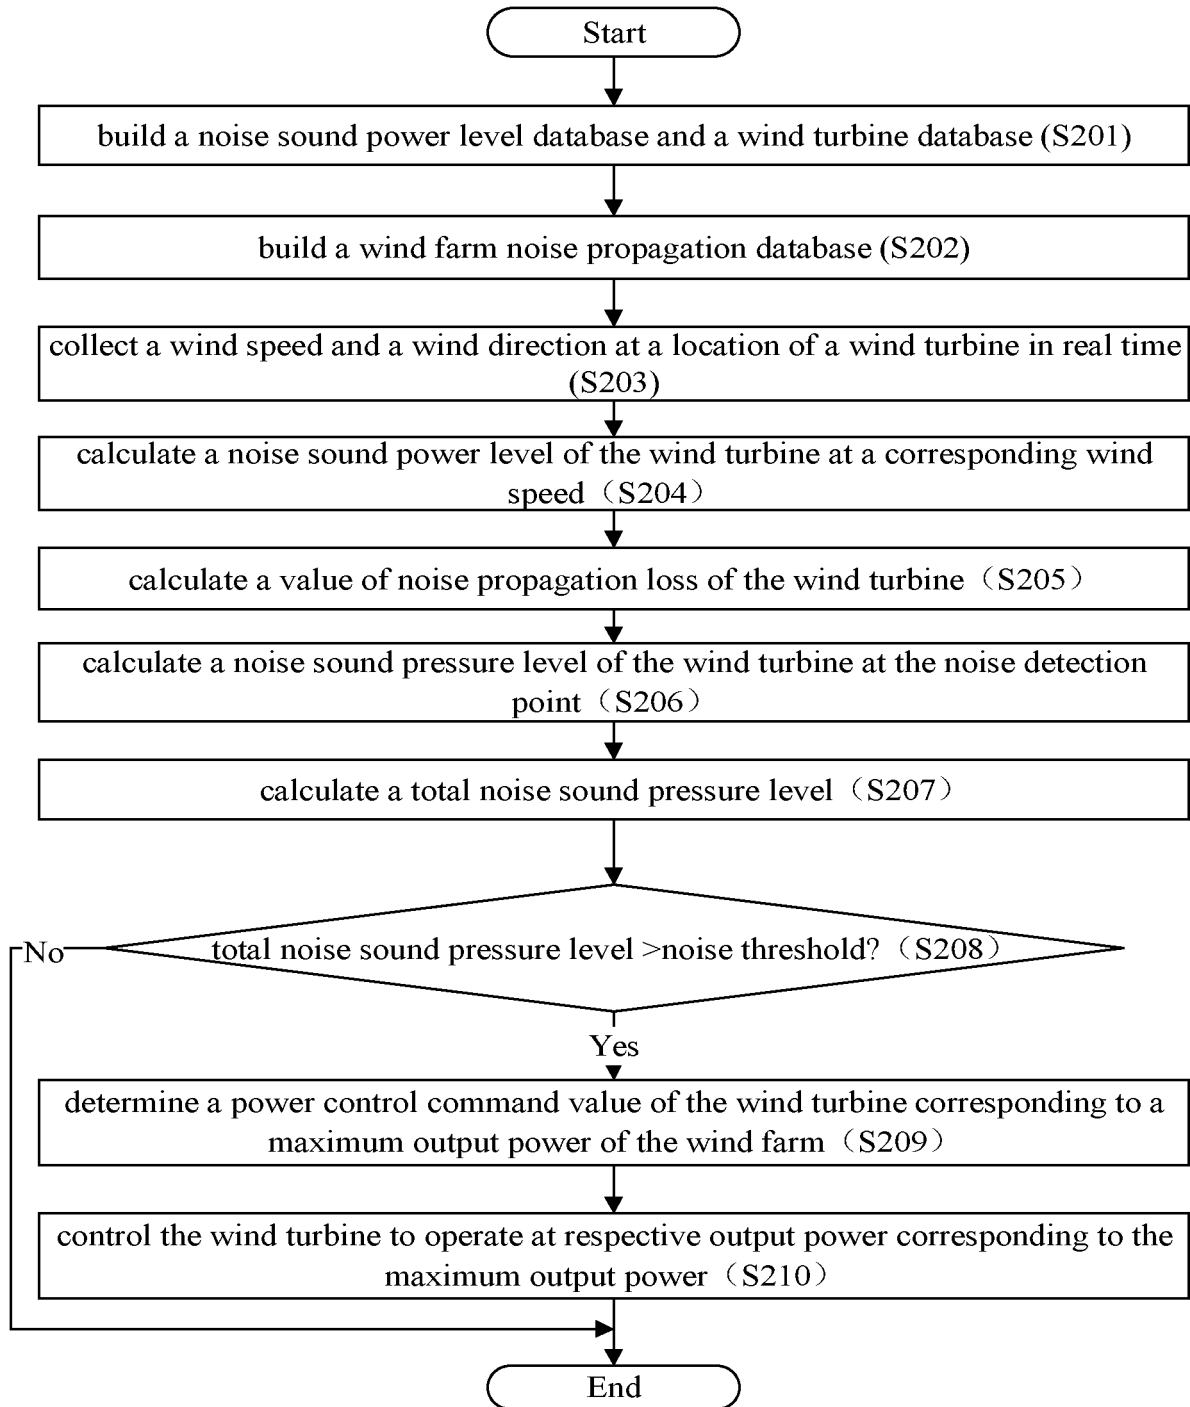 Start
build a noise sound power level database and a wind turbine database (S201)
build a wind farm noise propagation database (S202)
collect a wind speed and a wind direction at a location of a wind turbine in real time
(S203)
calculate a noise sound power level of the wind turbine at a corresponding wind
speed（S204）
calculate a value of noise propagation loss of the wind turbine（S205）
calculate a noise sound pressure level of the wind turbine at the noise detection
point（S206）
calculate a total noise sound pressure level（S207）
No
total noise sound pressure level >noise threshold?（S208）
Yes
determine a power control command value of the wind turbine corresponding to a
maximum output power of the wind farm（S209）
control the wind turbine to operate at respective output power corresponding to the
maximum output power（S210）
End